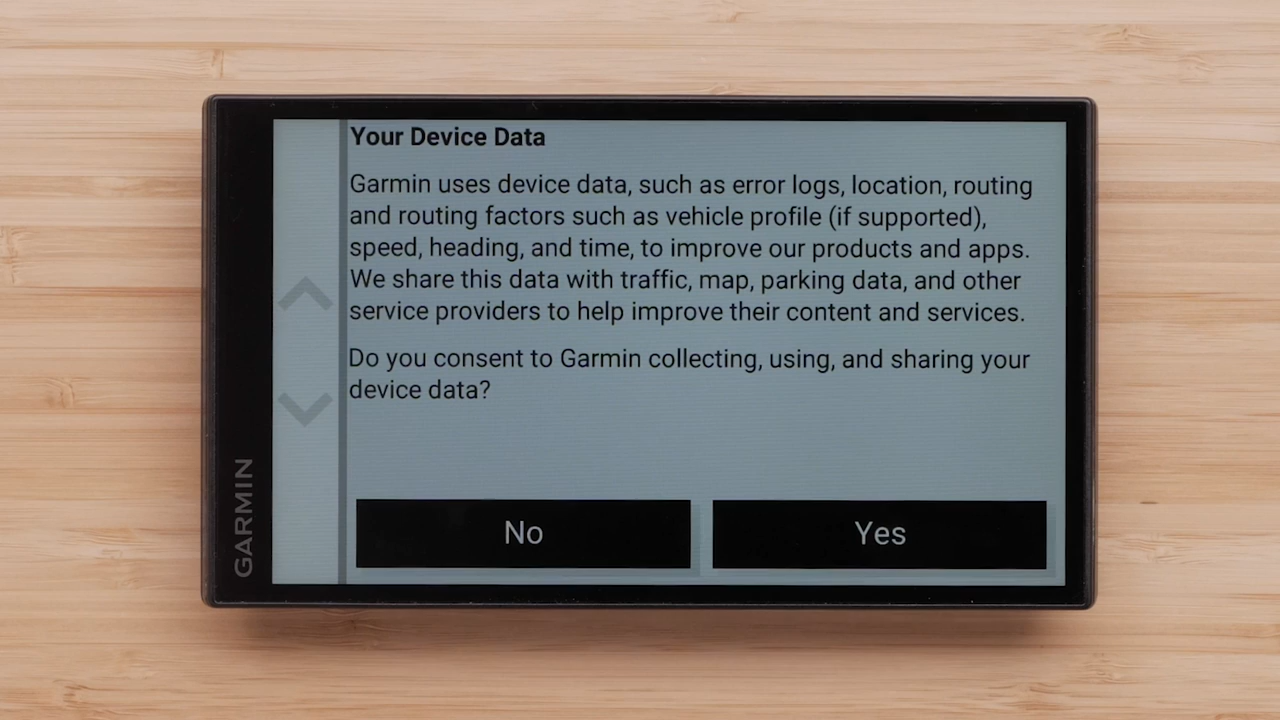 Your Device Data
Garmin uses device data, such as error logs, location, routing
and routing factors such as vehicle profile (if supported),
speed, heading, and time, to improve our products and apps.
We share this data with traffic, map, parking data, and other
service providers to help improve their content and services.
Do you consent to Garmin collecting, using, and sharing your
device data?
No
Yes
GARMIN